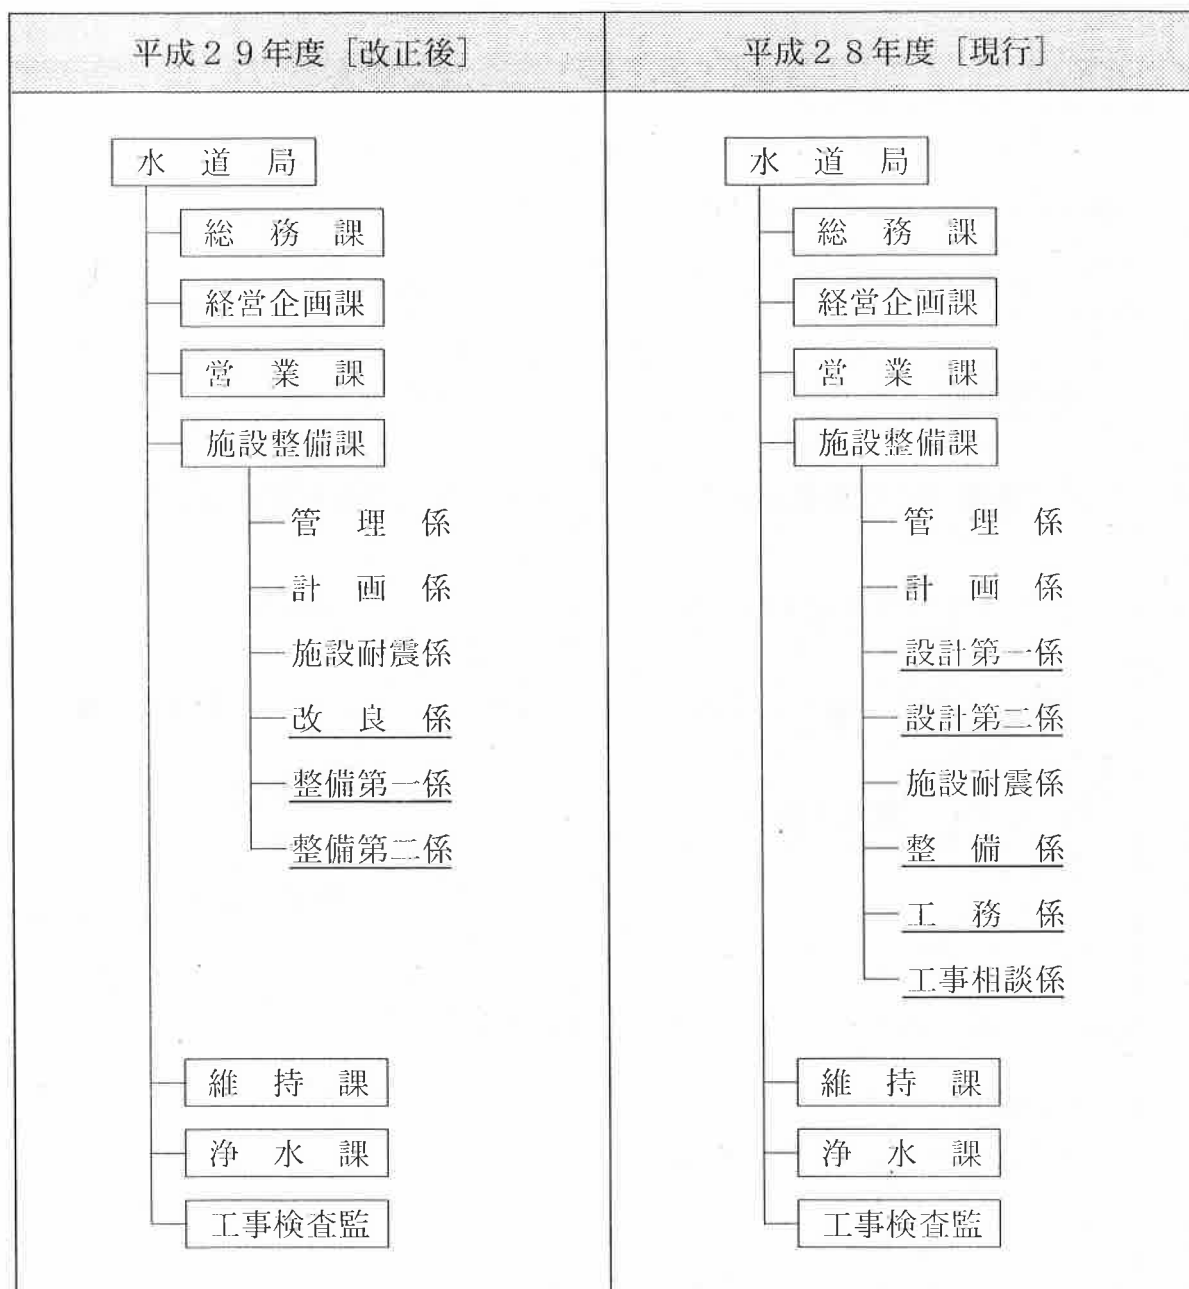 平成２９年度［改正後］
水道局
総務課
経営企画課
営業課
施設整備課
管理係
計画係
施設耐震係
改良係
整備第一係
整備第二係
維持課
浄水課
工事検査監
平成２８年度［現行］
水道局
総務課
経営企画課
営業課
施設整備課
管理係
計画係
設計第一係
設計第二係
施設耐震係
整備係
工務係
工事相談係
維持課
浄水課
工事検査監